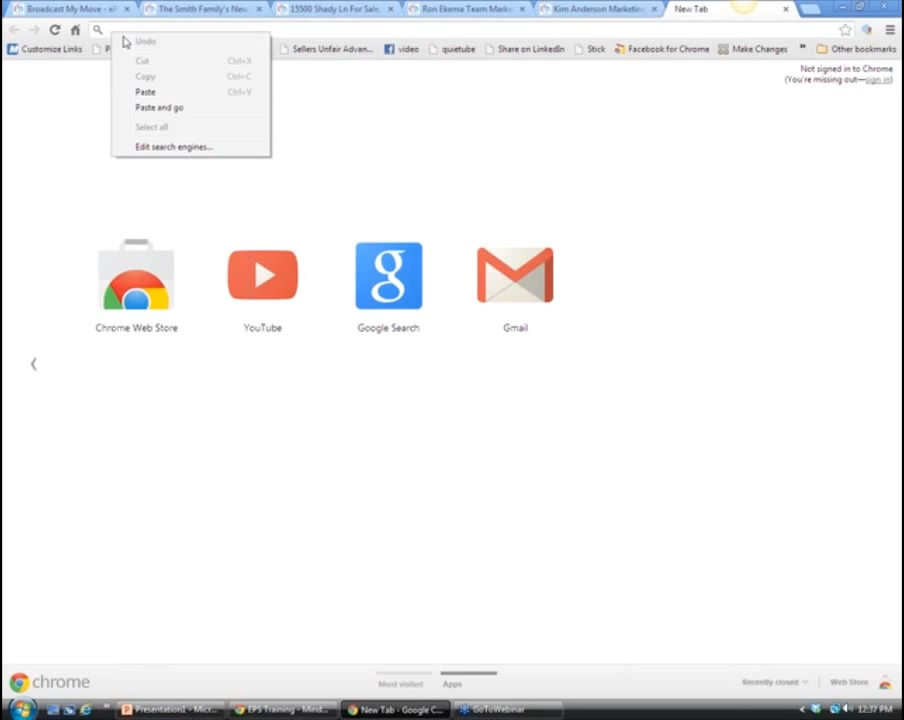 Broadcast My Move - eP
The Smith Family's New
15500 Shady Ln For Sale
Ron Ekema Team Marke
Kim Anderson Marketing
New Tab
Customize Links
P
Sellers Unfair Advan...
video
quietube
Share on LinkedIn
Stick
Facebook for Chrome
Make Changes
»
Other bookmarks
Undo
Cut Ctrl+X
Copy Ctrl+C
Paste Ctrl+V
Paste and go
Select all
Edit search engines...
Not signed in to Chrome
(You're missing out—sign in)
Chrome Web Store
YouTube
Google Search
Gmail
chrome
Most visited
Apps
Recently closed
Web Store
Presentation1 - Micr...
EPS Training - Mind...
New Tab - Google C...
GoToWebinar
12:37 PM